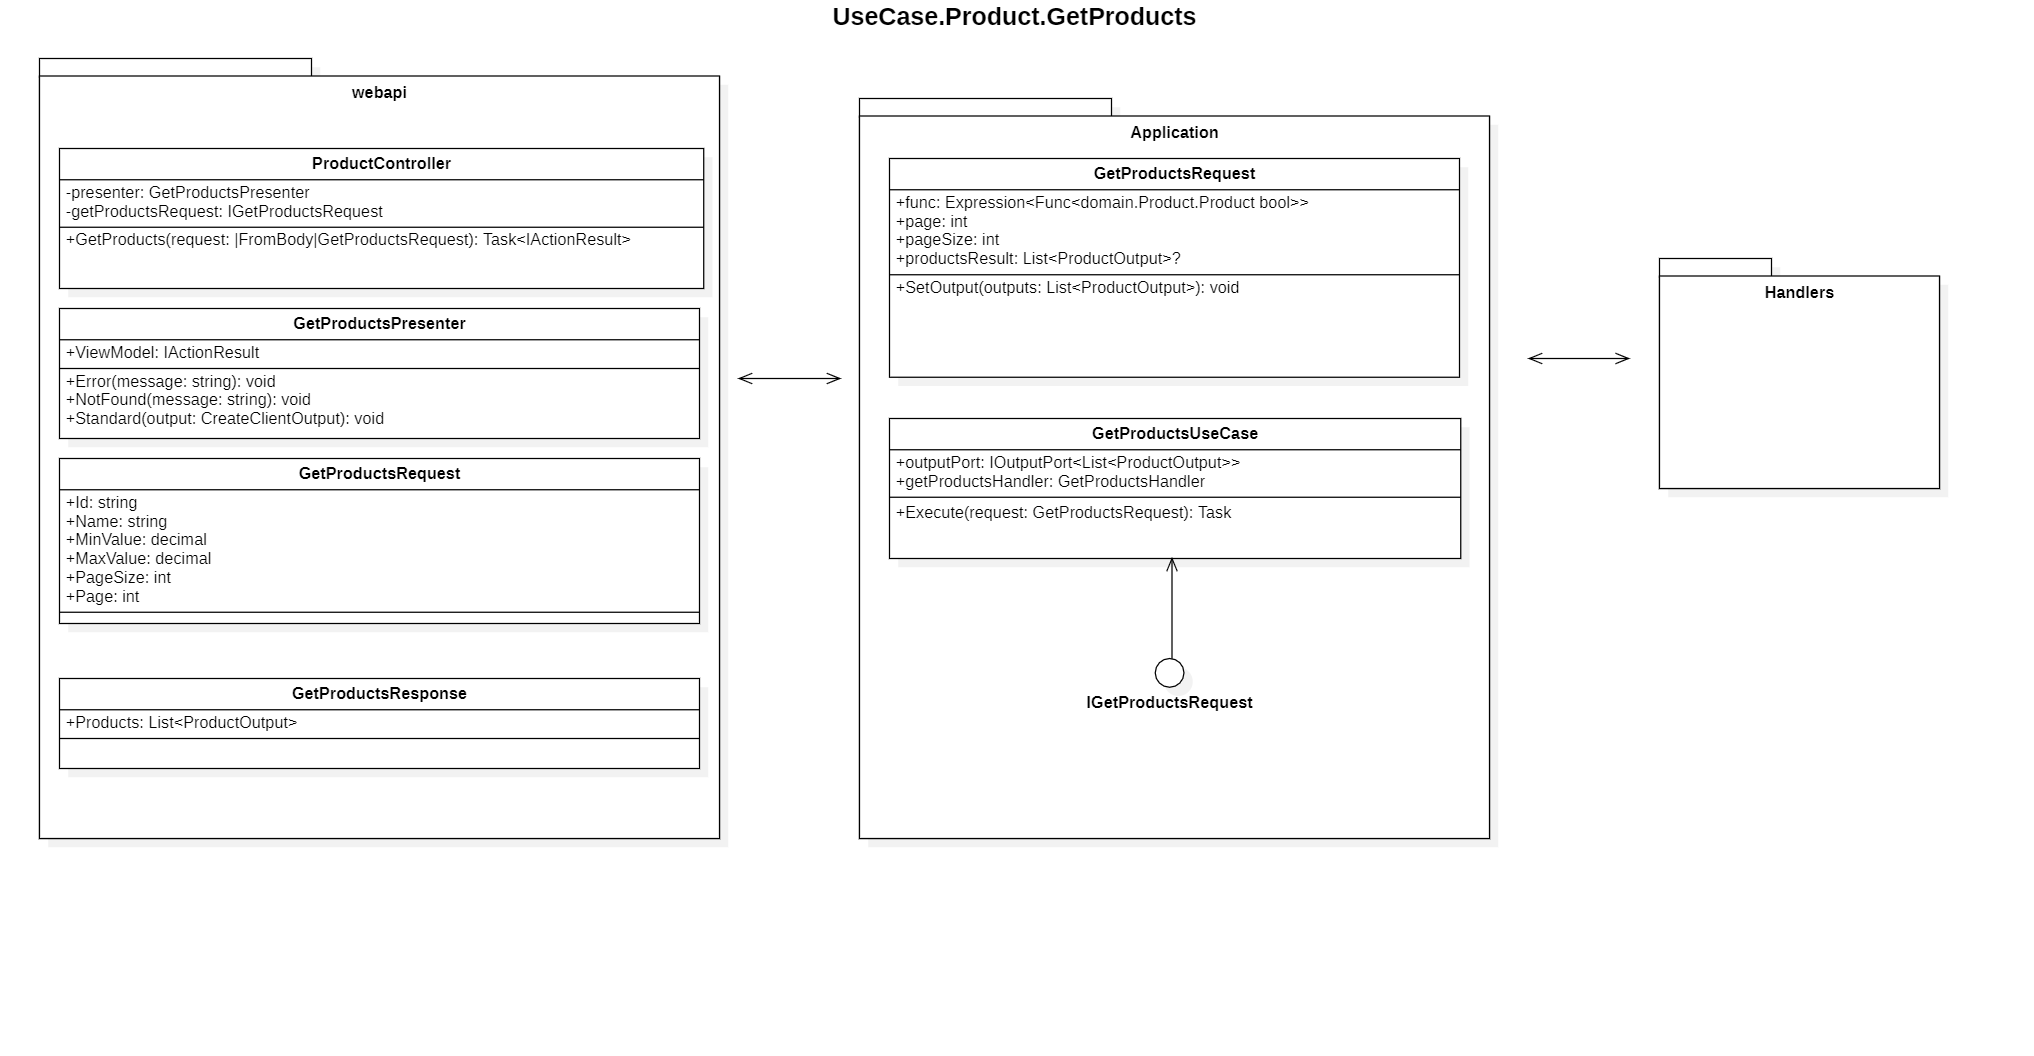 UseCase.Product.GetProducts
webapi
ProductController
-presenter: GetProductsPresenter
-getProductsRequest: IGetProductsRequest
+GetProducts(request: |FromBody|GetProductsRequest): Task<IActionResult>
GetProductsPresenter
+ViewModel: IActionResult
+Error(message: string): void
+NotFound(message: string): void
+Standard(output: CreateClientOutput): void
GetProductsRequest
+Id: string
+Name: string
+MinValue: decimal
+MaxValue: decimal
+PageSize: int
+Page: int
GetProductsResponse
+Products: List<ProductOutput>
Application
GetProductsRequest
+func: Expression<Func<domain.Product.Product bool>>
+page: int
+pageSize: int
+productsResult: List<ProductOutput>?
+SetOutput(outputs: List<ProductOutput>): void
GetProductsUseCase
+outputPort: IOutputPort<List<ProductOutput>>
+getProductsHandler: GetProductsHandler
+Execute(request: GetProductsRequest): Task
IGetProductsRequest
Handlers